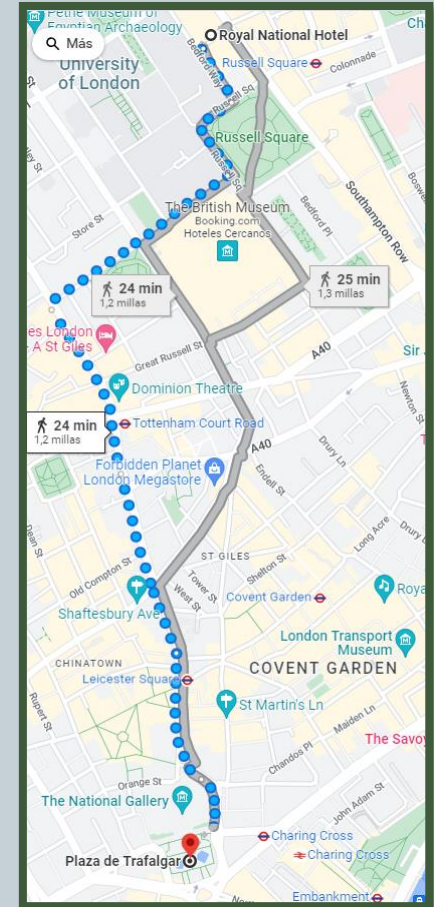 Petrie Museum of
Egyptian Archaeology
Más
University
of London
Royal National Hotel
Russell Square
Colonnade
Bedford Way
Russell Sq
Russell Square
Russell Sq
Southampton Row
Bedford Pl
The British Museum
Booking.com
Hoteles Cercanos
Store St
24 min
1,2 millas
25 min
1,3 millas
es London
A St Giles
Great Russell St
A40
Sir
Dominion Theatre
Newton St
24 min
1,2 millas
Tottenham Court Road
Drury Ln
A40
Forbidden Planet
London Megastore
Endell St
Dean St
Long Acre
Drury L
ST GILES
Old Compton St
Tower St
West St
Shelton St
Covent Garden
Roya
Shaftesbury Ave
London Transport
Museum
CHINATOWN
COVENT GARDEN
Leicester Square
Rupert St
St Martin's Ln
Maiden Ln
The Savoy
Chandos Pl
Orange St
The National Gallery
John Adam St
Charing Cross
Charing Cross
Plaza de Trafalgar
Embankment